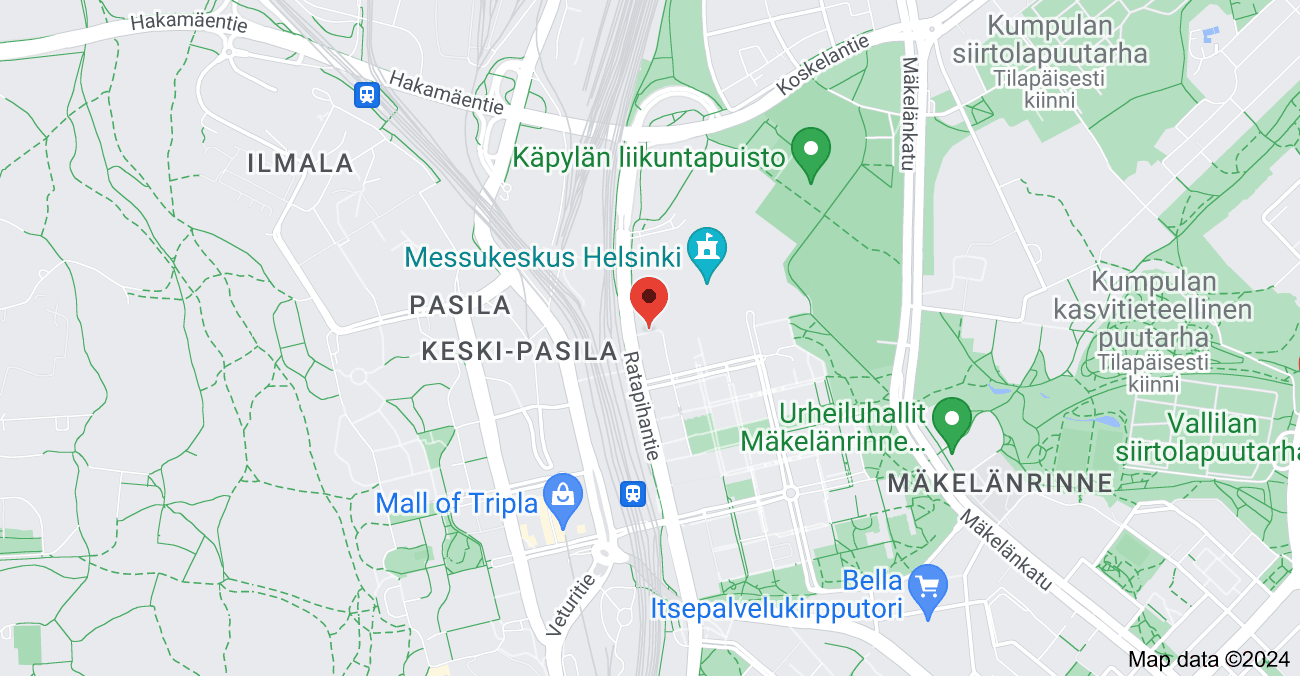 Hakamäentie
Hakamäentie
Koskelantie
Mäkelänkatu
Kumpulan
siirtolapuutarha
Tilapäisesti
kiinni
ILMALA
Käpylän liikuntapuisto
Messukeskus Helsinki
PASILA
KESKI-PASILA
Ratapihantie
Kumpulan
kasvitieteellinen
puutarha
Tilapäisesti
kiinni
Urheiluhallit
Mäkelänrinne...
Vallilan
siirtolapuutarha
MÄKELÄNRINNE
Mall of Tripla
Mäkelänkatu
Veturitie
Bella
Itsepalvelukirpputori
Map data ©2024